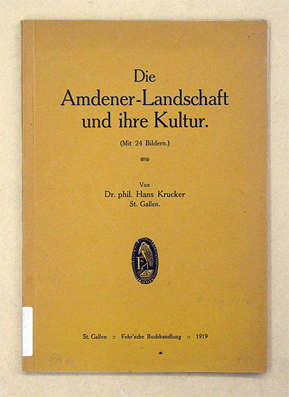 Die
Amdener-Landschaft
und ihre Kultur.
(Mit 24 Bildern.)
Von
Dr. phil. Hans Krucker
St. Gallen.
St. Gallen :: Fehr'sche Buchhandlung :: 1919